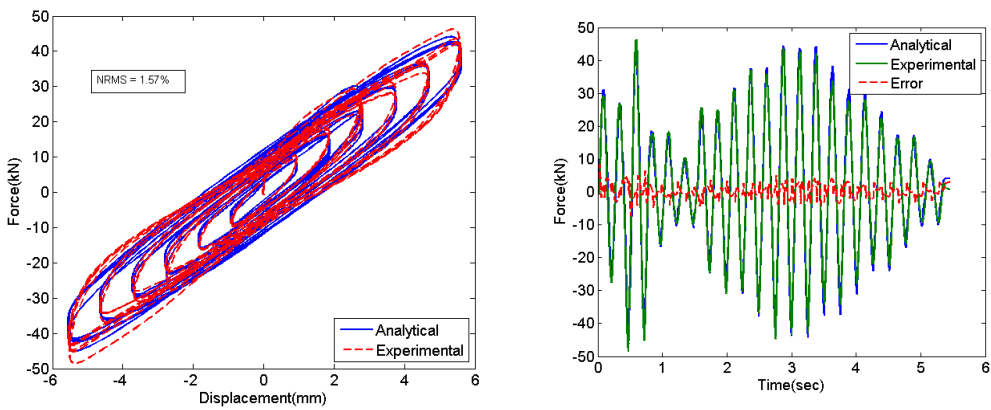 50
40
30
20
10
0
-10
-20
-30
-40
-50
Force(kN)
NRMS = 1.57%
Analytical
Experimental
-6 -4 -2 0 2 4 6
Displacement(mm)
50
40
30
20
10
0
-10
-20
-30
-40
-50
Force(kN)
Analytical
Experimental
Error
0 1 2 3 4 5 6
Time(sec)